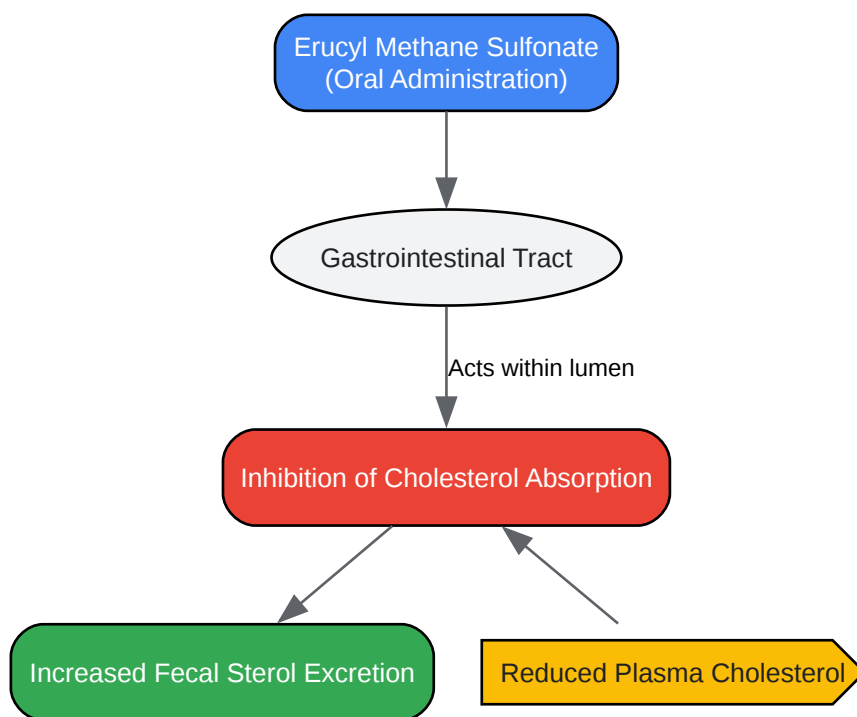 Erucyl Methane Sulfonate
(Oral Administration)
Gastrointestinal Tract
Acts within lumen
Inhibition of Cholesterol Absorption
Increased Fecal Sterol Excretion
Reduced Plasma Cholesterol